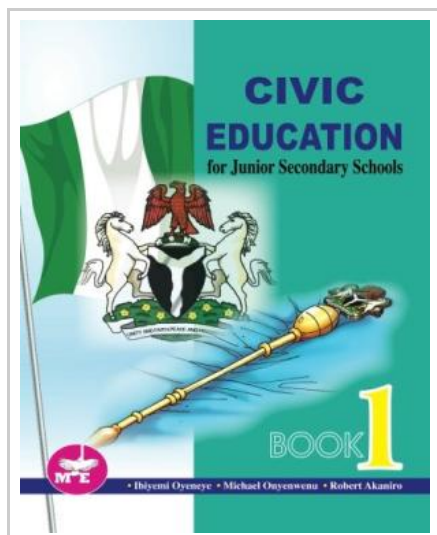 CIVIC
EDUCATION
for Junior Secondary Schools
BOOK 1
M E
• Ibiyemi Oyeneye • Michael Onyenwenu • Robert Akaniro